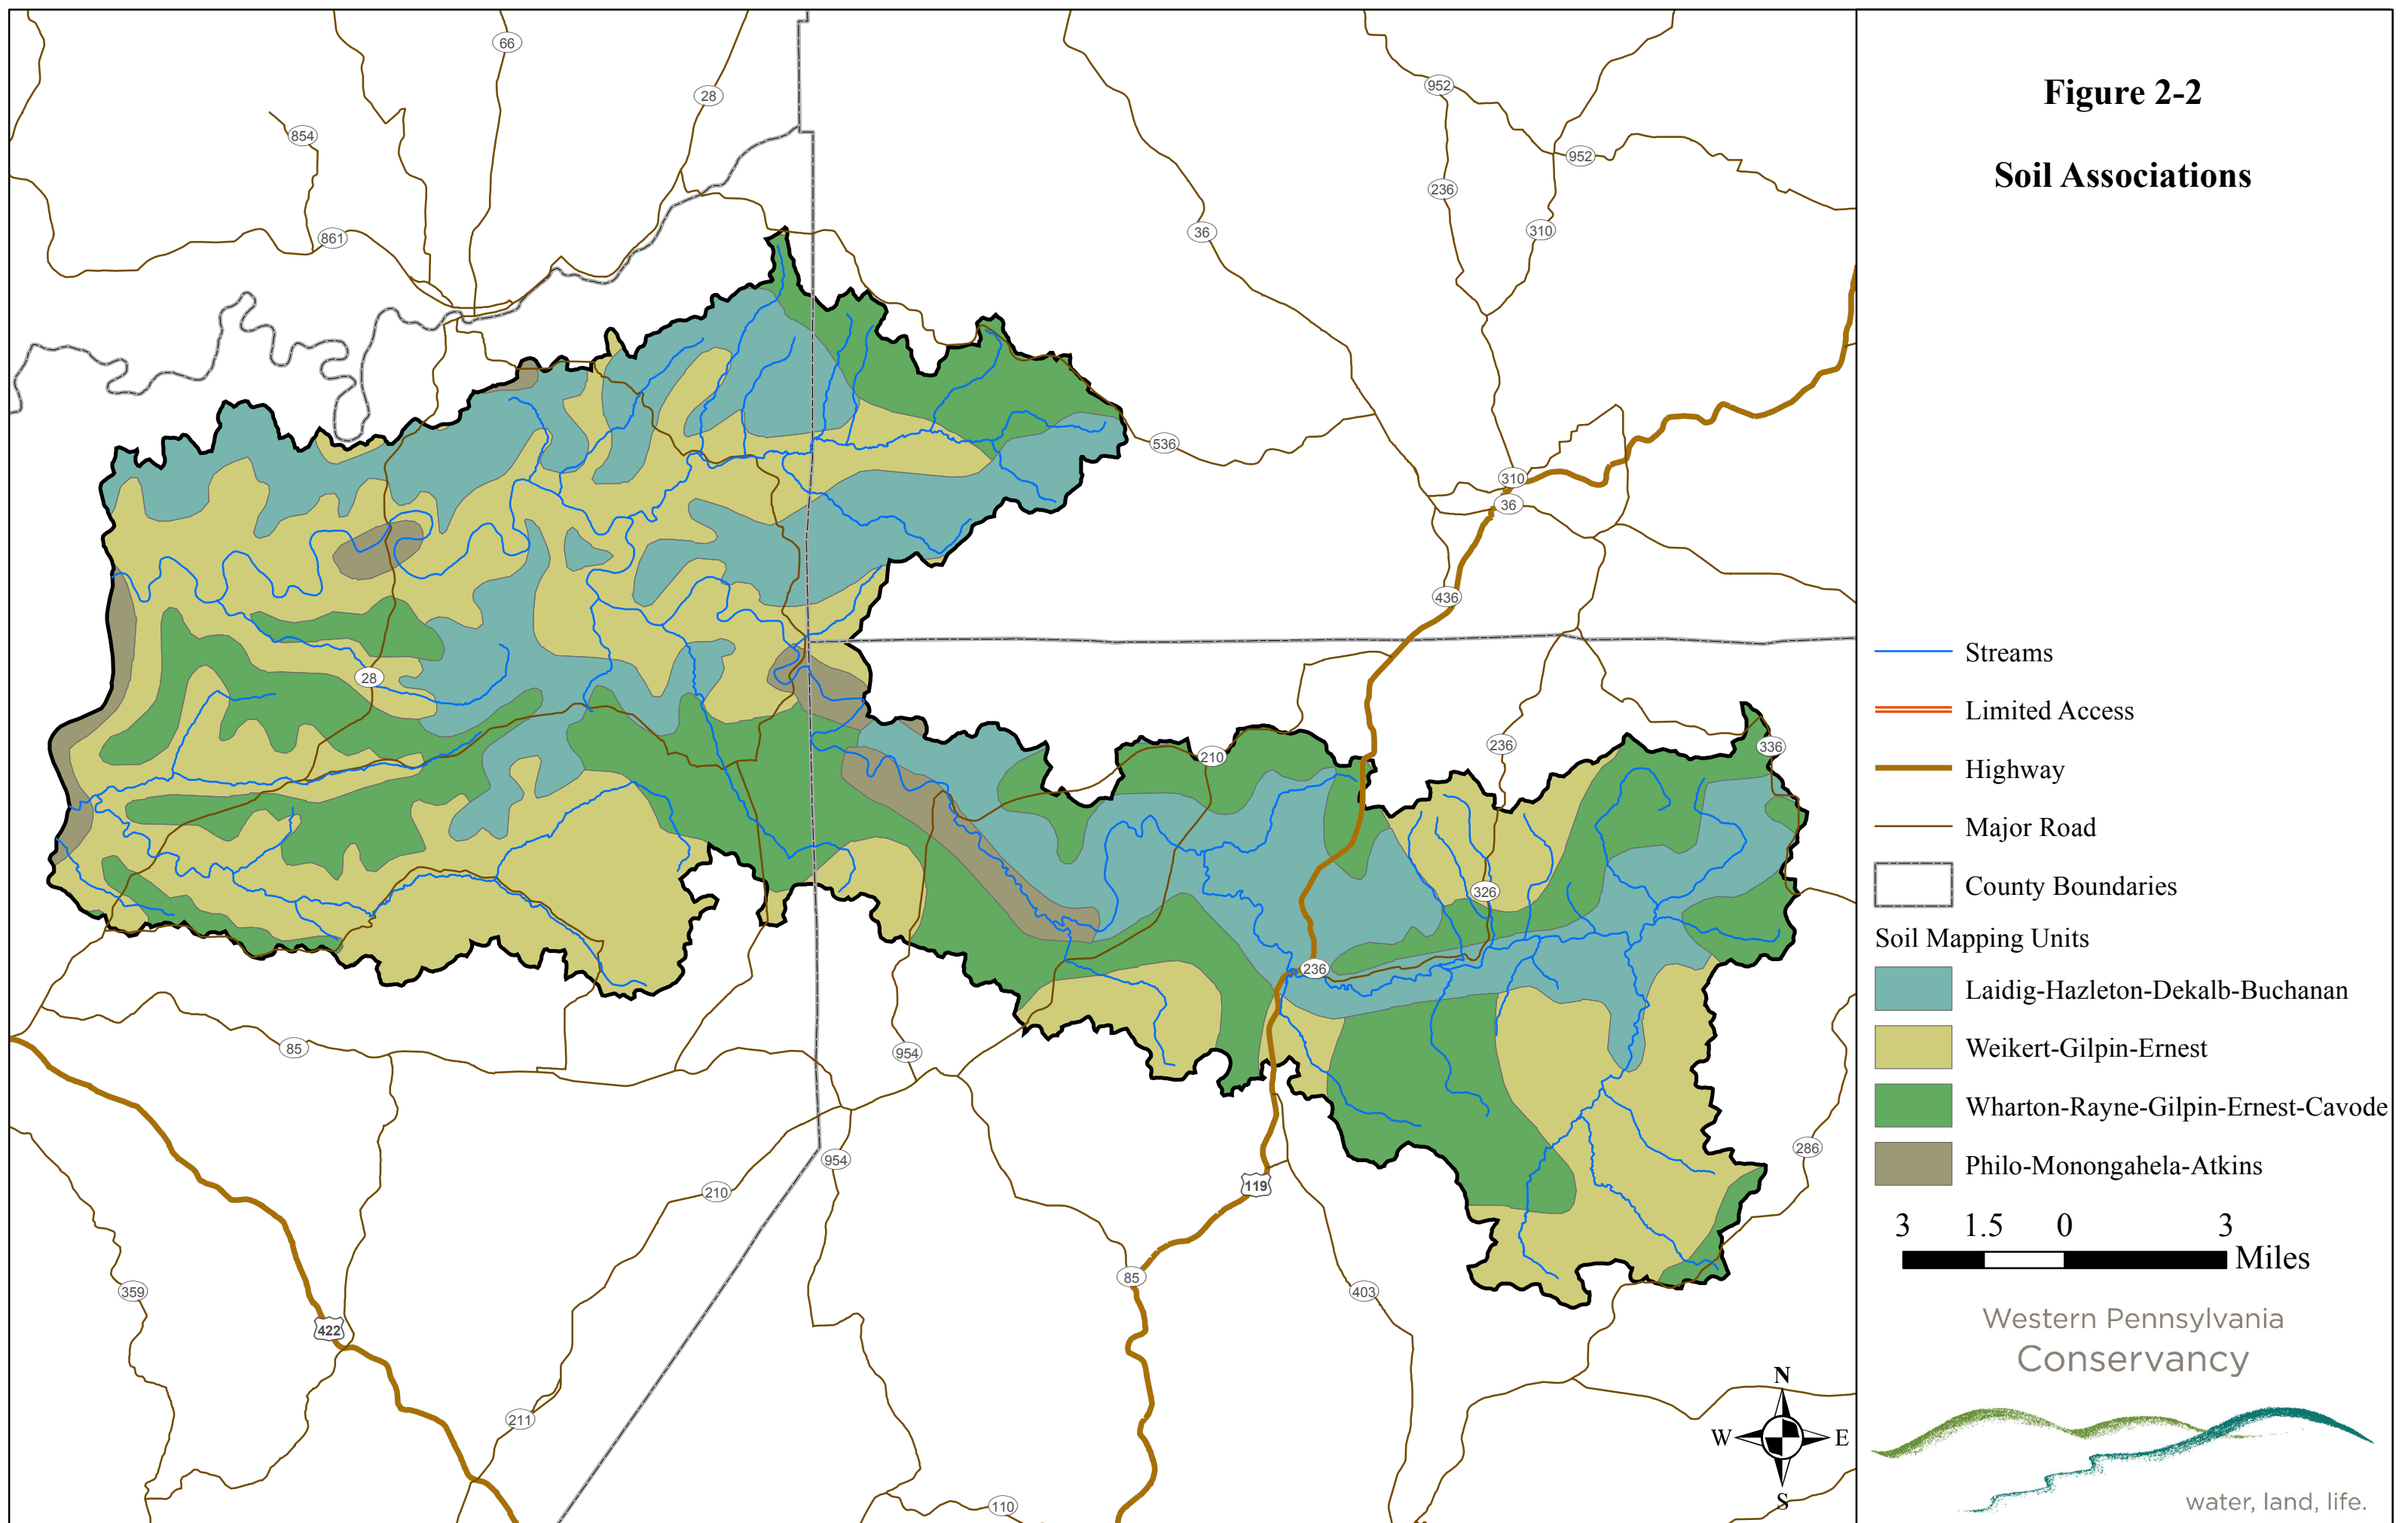 Figure 2-2
Soil Associations
66
28
854
861
952
952
236
310
36
536
310
36
436
28
210
236
336
326
236
85
954
954
210
119
286
85
403
359
422
211
110
Streams
Limited Access
Highway
Major Road
County Boundaries
Soil Mapping Units
Laidig-Hazleton-Dekalb-Buchanan
Weikert-Gilpin-Ernest
Wharton-Rayne-Gilpin-Ernest-Cavode
Philo-Monongahela-Atkins
3 1.5 0 3
Miles
N
W E
S
Western Pennsylvania
Conservancy
water, land, life.